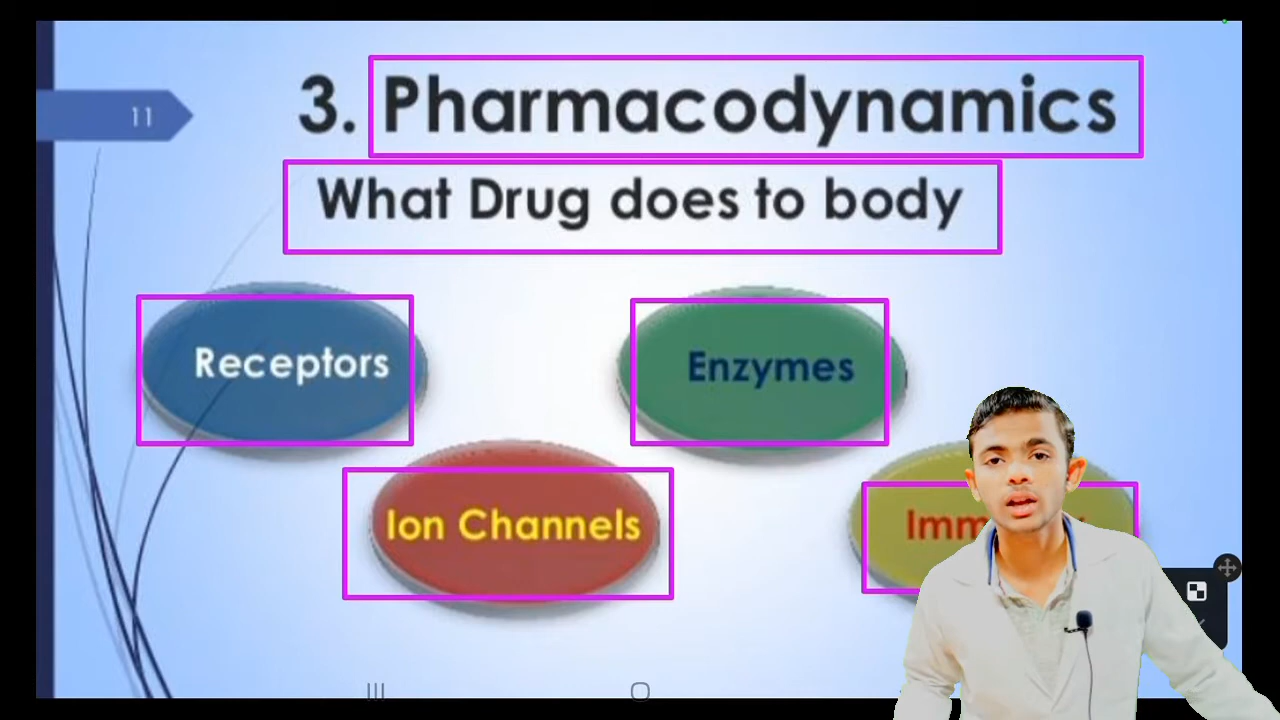 11
3. Pharmacodynamics
What Drug does to body
Receptors
Enzymes
Ion Channels